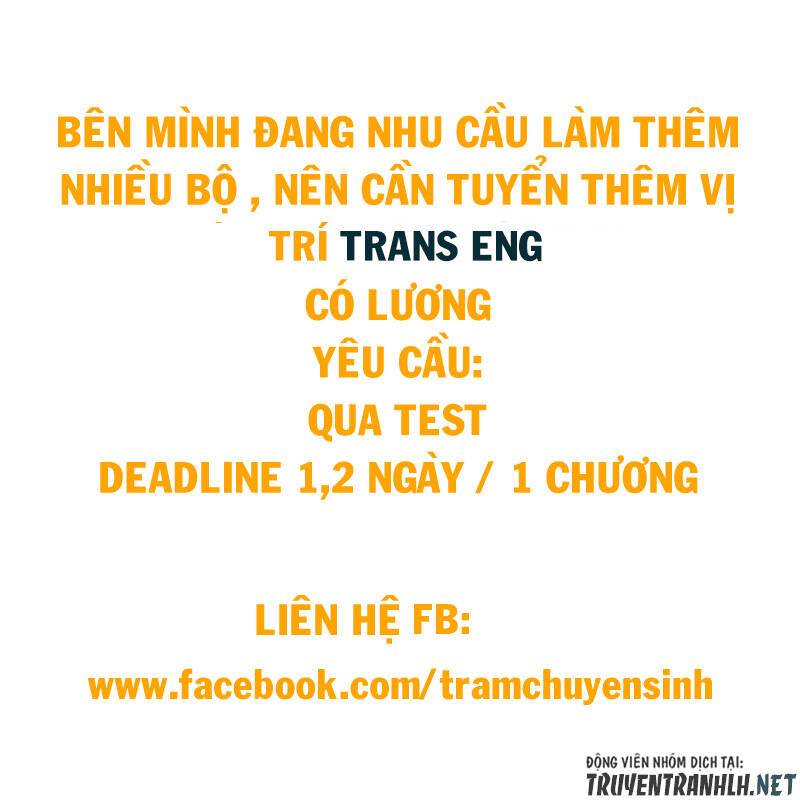 BÊN MÌNH ĐANG NHU CẦU LÀM THÊM
NHIỀU BỘ , NÊN CẦN TUYỂN THÊM VỊ
TRÍ TRANS ENG
CÓ LƯƠNG
YÊU CẦU:
QUA TEST
DEADLINE 1,2 NGÀY / 1 CHƯƠNG
LIÊN HỆ FB:
www.facebook.com/tramchuyensinh
ĐỘNG VIÊN NHÓM DỊCH TẠI:
TRUYENTRANHLH.NET